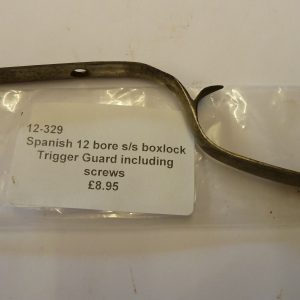 12-329
Spanish 12 bore s/s boxlock
Trigger Guard including
screws
£8.95